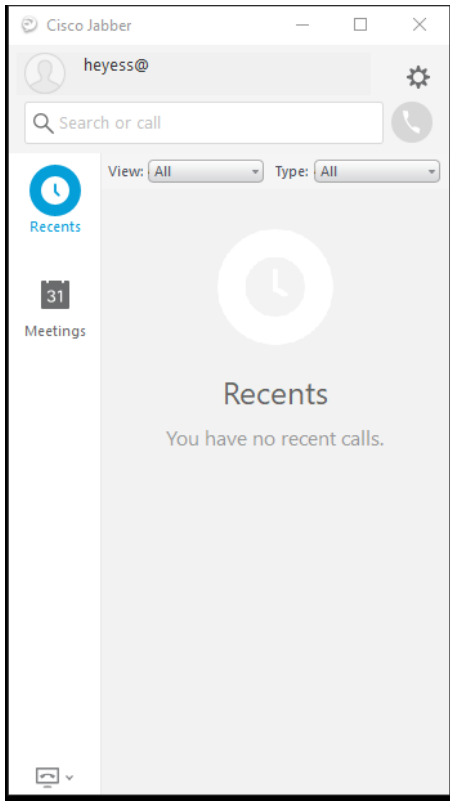 Cisco Jabber
heyess@
Search or call
View: All Type: All
Recents
31
Meetings
Recents
You have no recent calls.